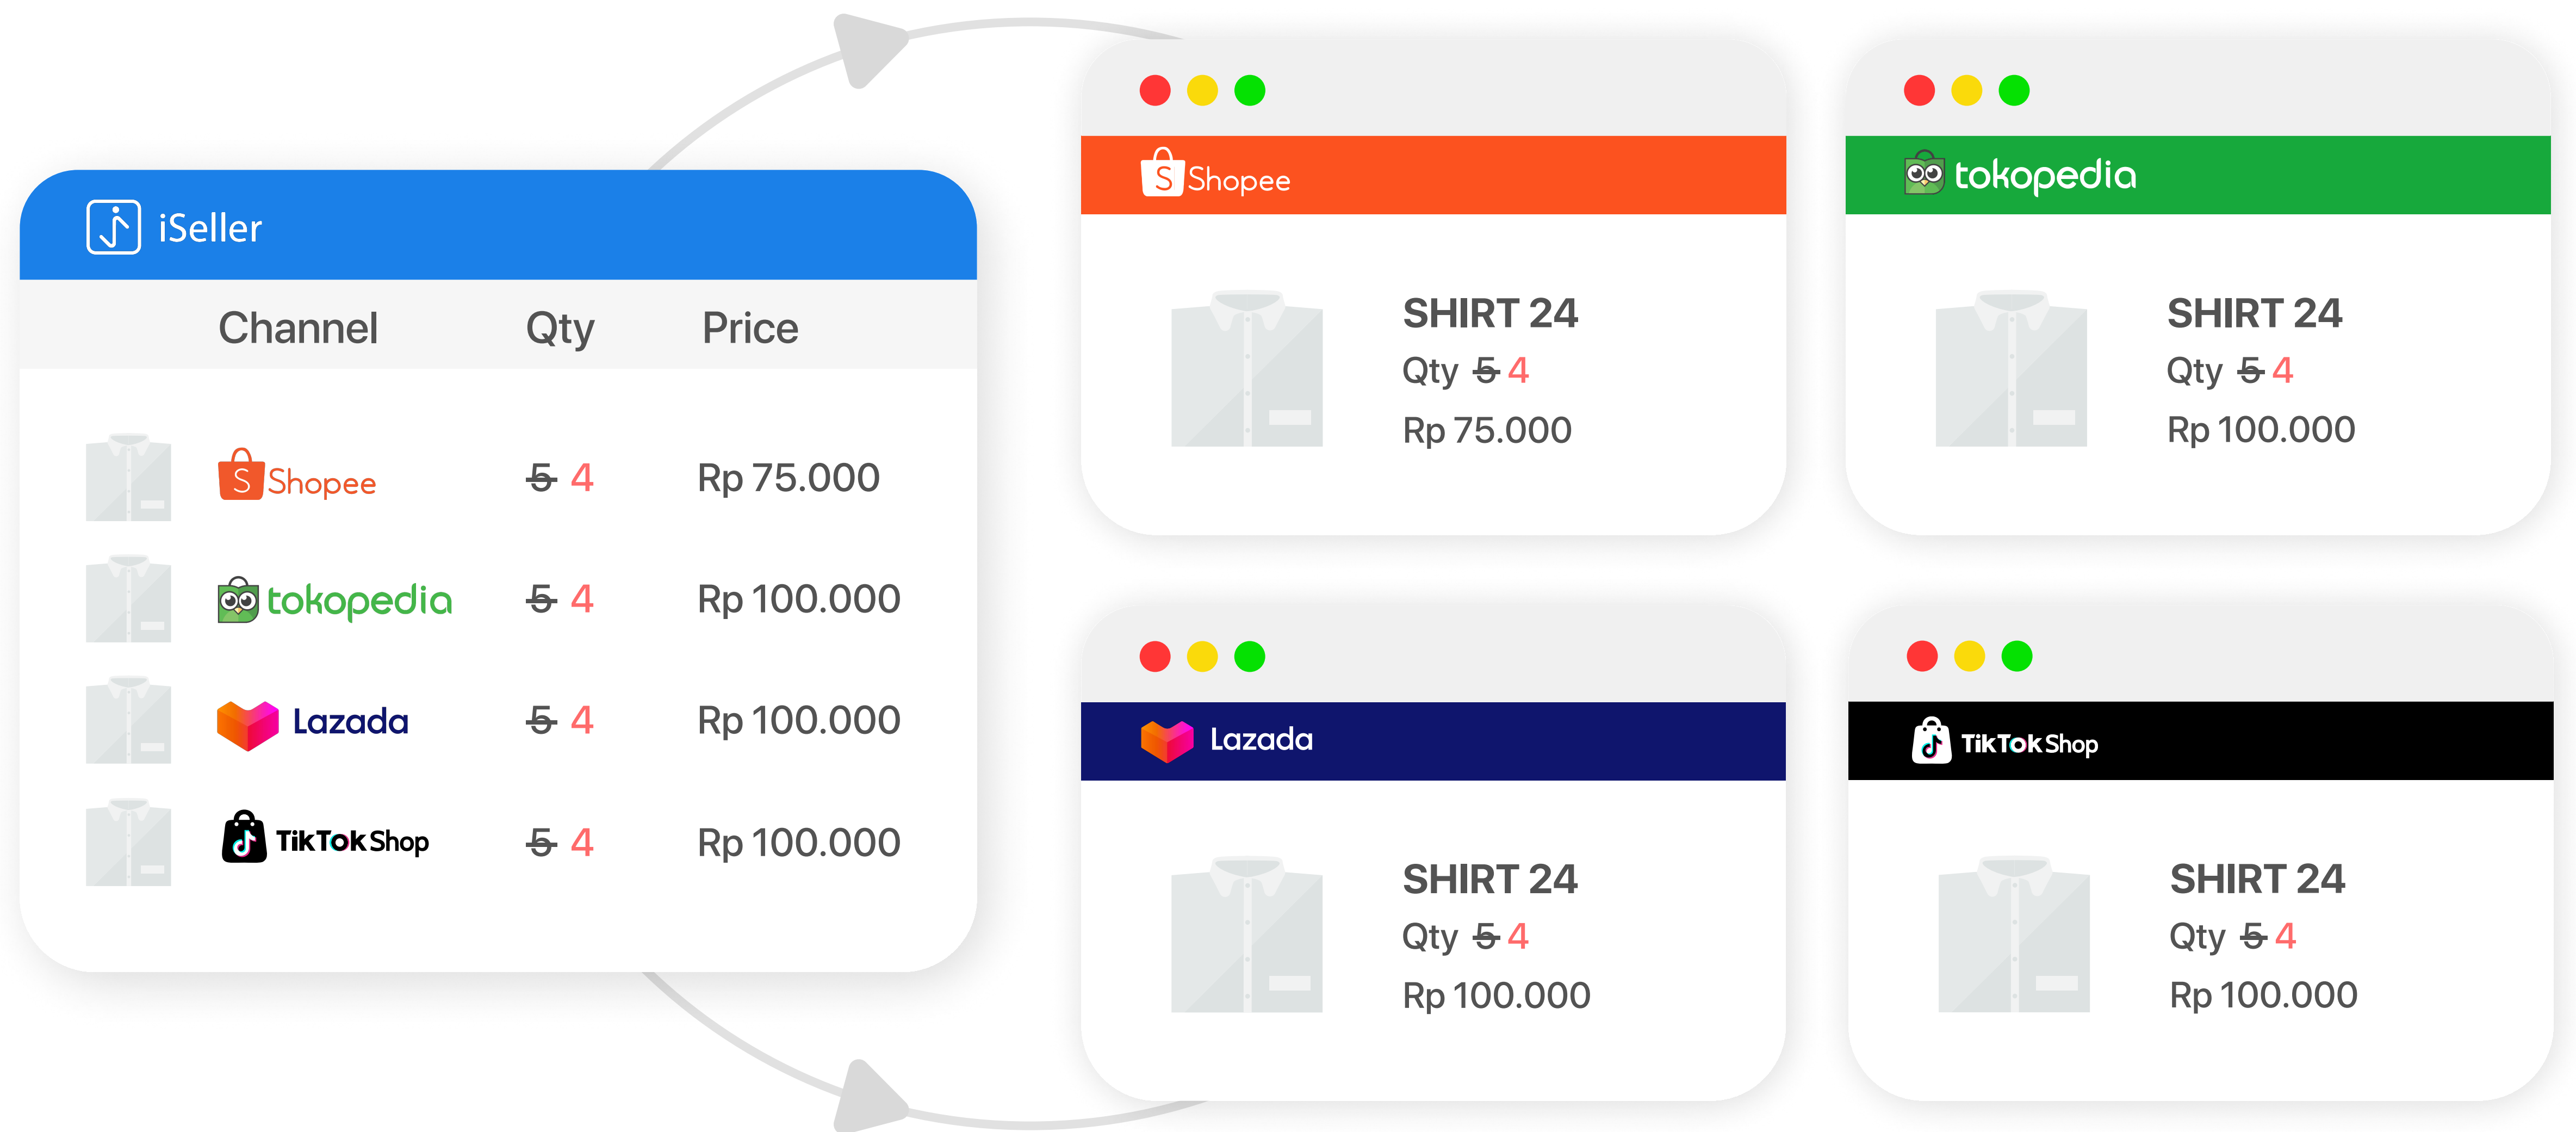 iSeller
Channel Qty Price
Shopee 5 4 Rp 75.000
tokopedia 5 4 Rp 100.000
Lazada 5 4 Rp 100.000
TikTok Shop 5 4 Rp 100.000
Shopee
SHIRT 24
Qty 5 4
Rp 75.000
tokopedia
SHIRT 24
Qty 5 4
Rp 100.000
Lazada
SHIRT 24
Qty 5 4
Rp 100.000
TikTok Shop
SHIRT 24
Qty 5 4
Rp 100.000